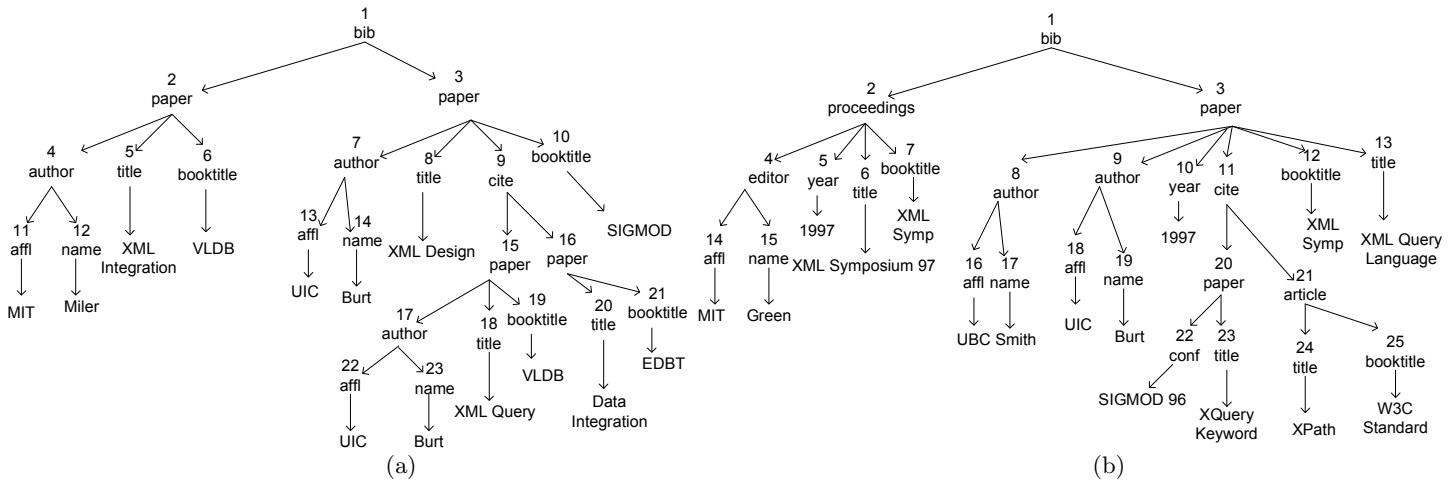 1
bib
2
paper
3
paper
4
author
5
title
6
booktitle
7
author
8
title
9
cite
10
booktitle
11
affl
12
name
XML
Integration
VLDB
13
affl
14
name
XML Design
15
paper
16
paper
SIGMOD
MIT
Miler
UIC
Burt
17
author
18
title
19
booktitle
20
title
21
booktitle
22
affl
23
name
XML Query
VLDB
Data
Integration
EDBT
UIC
Burt
(a)
1
bib
2
proceedings
3
paper
4
editor
5
year
6
title
7
booktitle
8
author
9
author
10
year
11
cite
12
booktitle
13
title
14
affl
15
name
1997
XML Symposium 97
XML
Symp
16
affl
17
name
18
affl
19
name
1997
20
paper
21
article
XML
Symp
XML Query
Language
MIT
Green
UBC
Smith
UIC
Burt
22
conf
23
title
24
title
25
booktitle
SIGMOD 96
XQuery
Keyword
XPath
W3C
Standard
(b)